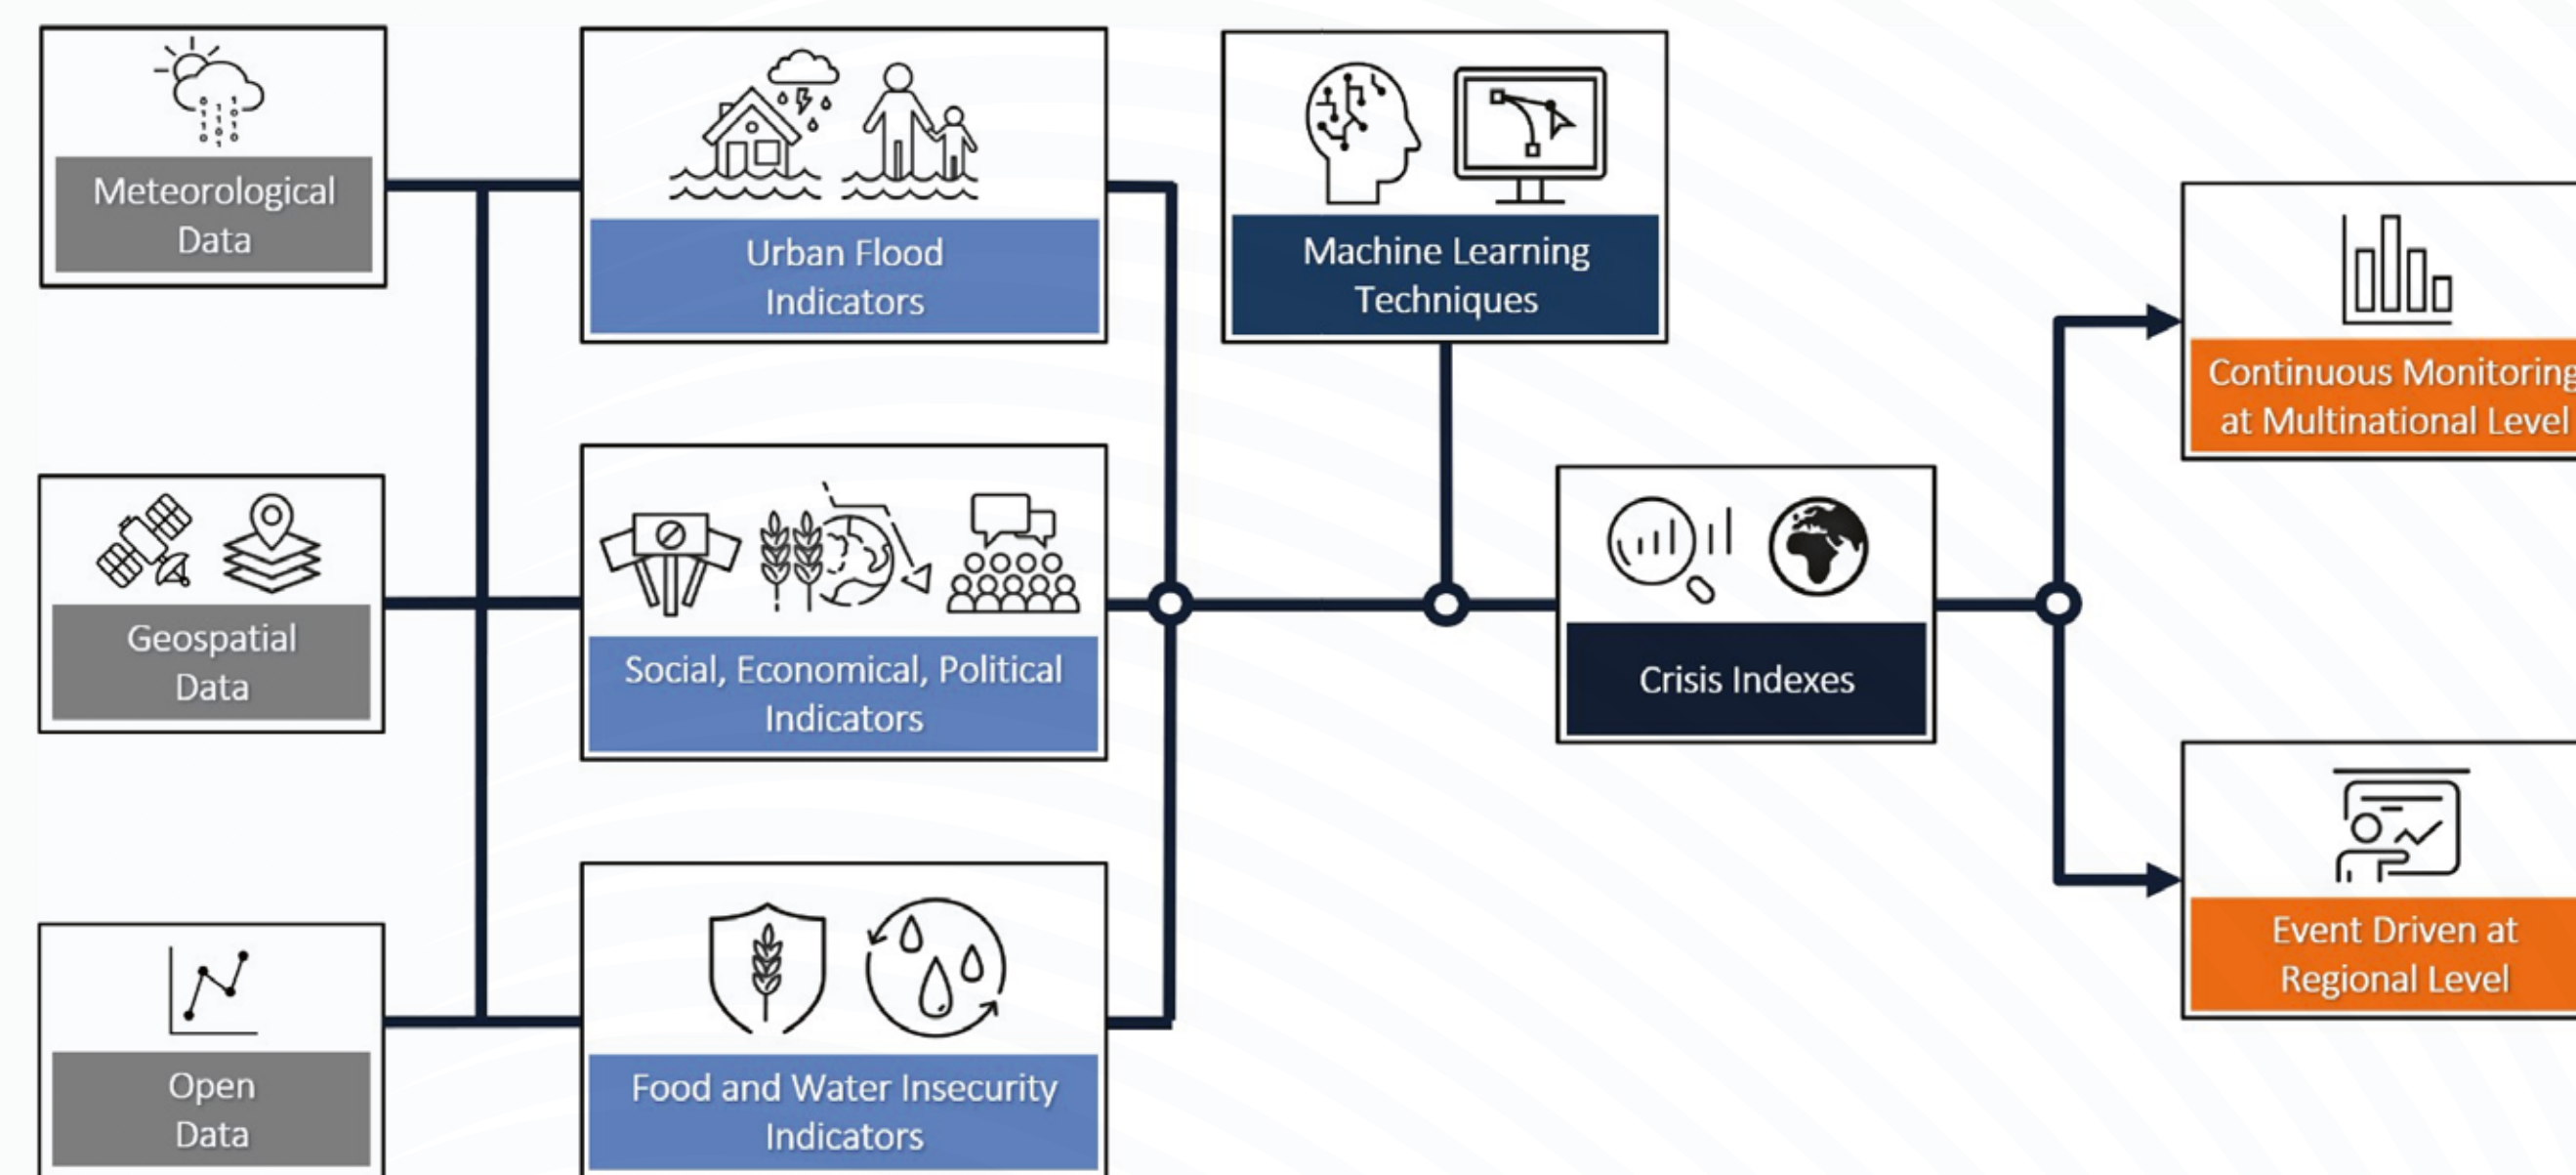 Meteorological
Data
Urban Flood
Indicators
Machine Learning
Techniques
Continuous Monitoring
at Multinational Level
Geospatial
Data
Social, Economical, Political
Indicators
Crisis Indexes
Event Driven at
Regional Level
Open
Data
Food and Water Insecurity
Indicators